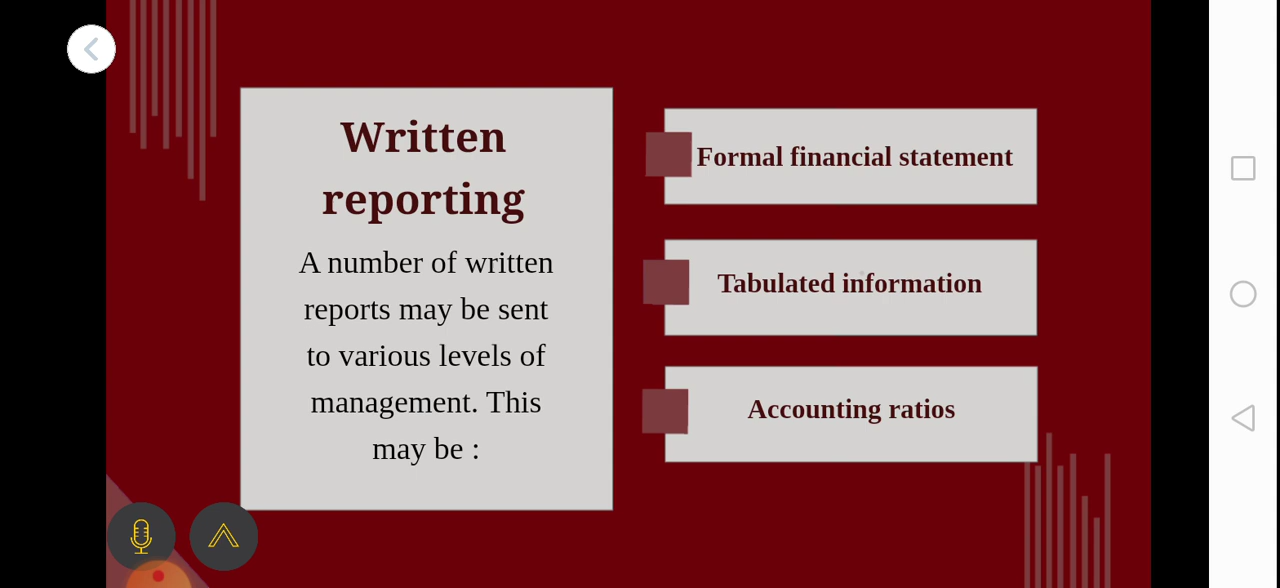 Written
reporting
A number of written
reports may be sent
to various levels of
management. This
may be :
Formal financial statement
Tabulated information
Accounting ratios